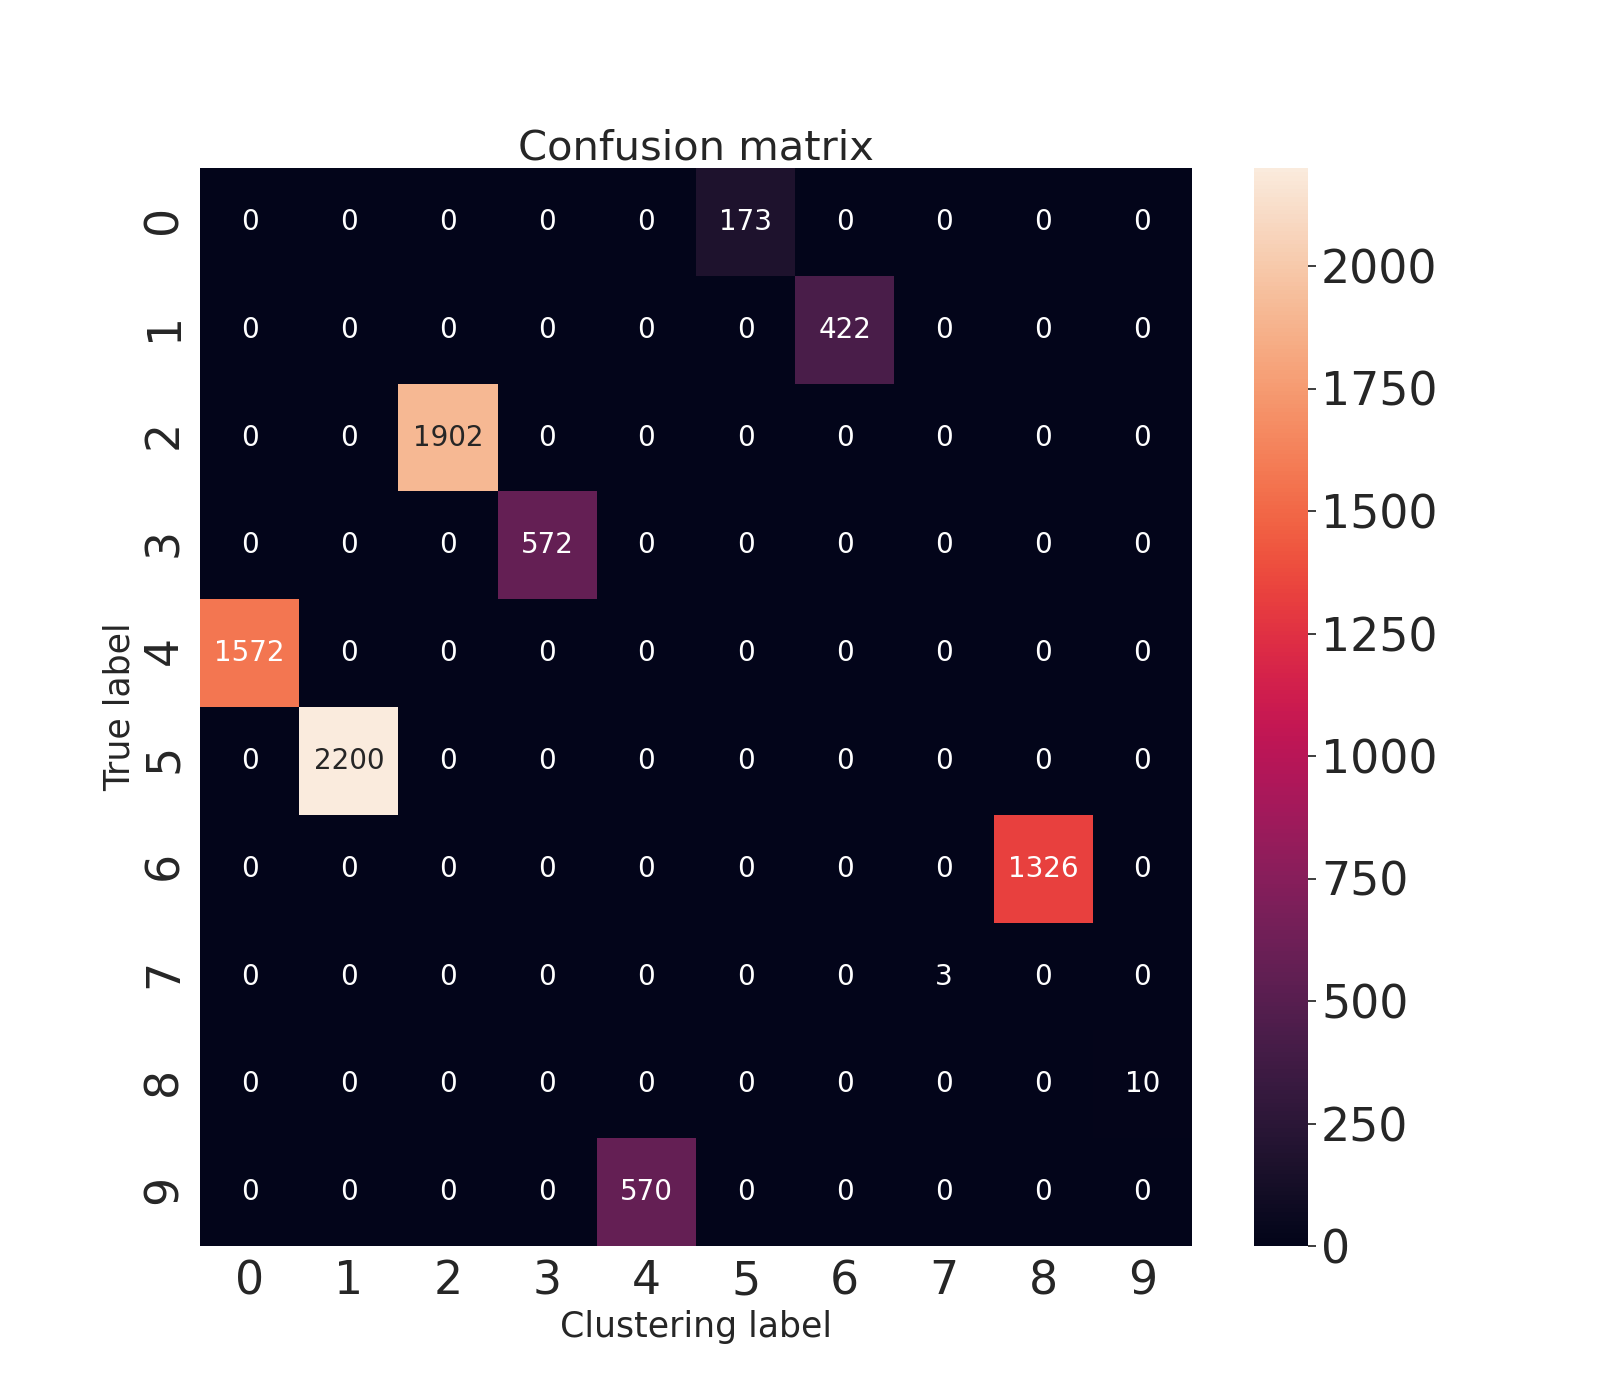 Confusion matrix
0 0 0 0 0 0 173 0 0 0 0
1 0 0 0 0 0 0 422 0 0 0
2 0 0 1902 0 0 0 0 0 0 0
3 0 0 0 572 0 0 0 0 0 0
4 1572 0 0 0 0 0 0 0 0 0
5 0 2200 0 0 0 0 0 0 0 0
6 0 0 0 0 0 0 0 0 1326 0
7 0 0 0 0 0 0 0 3 0 0
8 0 0 0 0 0 0 0 0 0 10
9 0 0 0 0 570 0 0 0 0 0
0 1 2 3 4 5 6 7 8 9
True label
Clustering label
2000
1750
1500
1250
1000
750
500
250
0